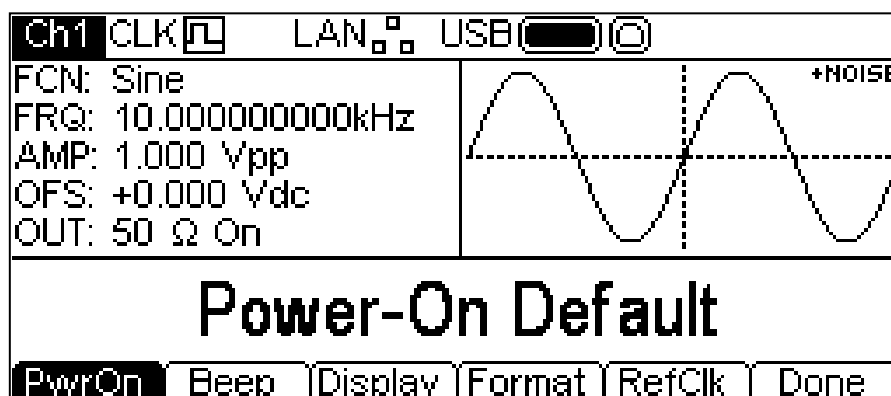 Ch1 CLK LAN USB
FCN: Sine
FRQ: 10.000000000kHz
AMP: 1.000 Vpp
OFS: +0.000 Vdc
OUT: 50 Ω On
+NOISE
Power-On Default
PwrOn Beep Display Format RefClk Done